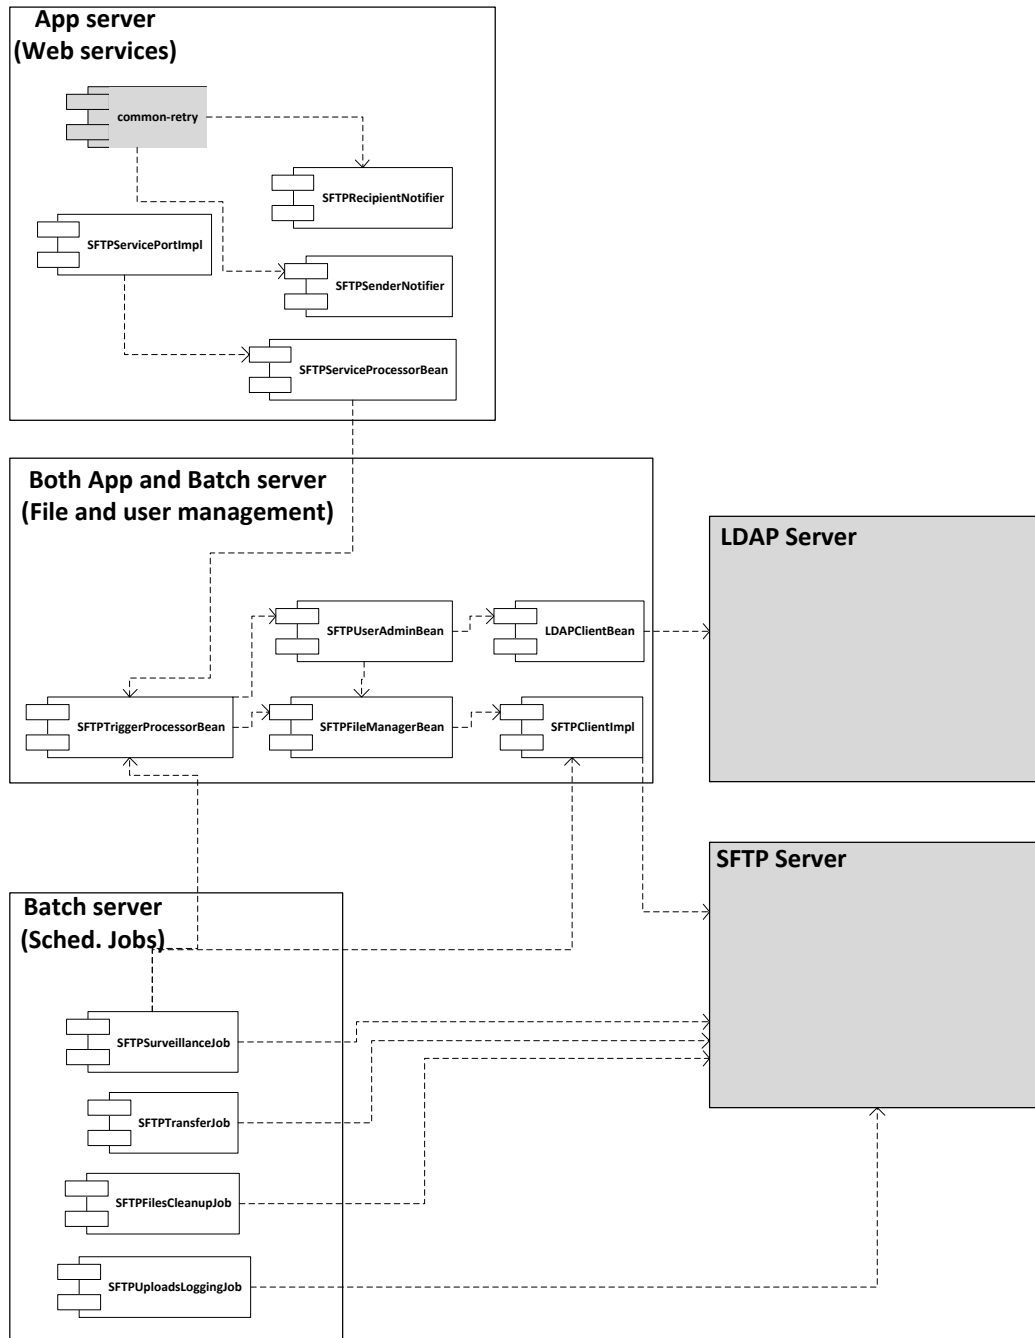 App server
(Web services)
common-retry
SFTPRecipientNotifier
SFTPServicePortImpl
SFTPSenderNotifier
SFTPServiceProcessorBean
Both App and Batch server
(File and user management)
LDAP Server
SFTPUserAdminBean
LDAPClientBean
SFTPTriggerProcessorBean
SFTPFileManagerBean
SFTPClientImpl
SFTP Server
Batch server
(Sched. Jobs)
SFTPSurveillanceJob
SFTPTransferJob
SFTPFilesCleanupJob
SFTPUploadsLoggingJob